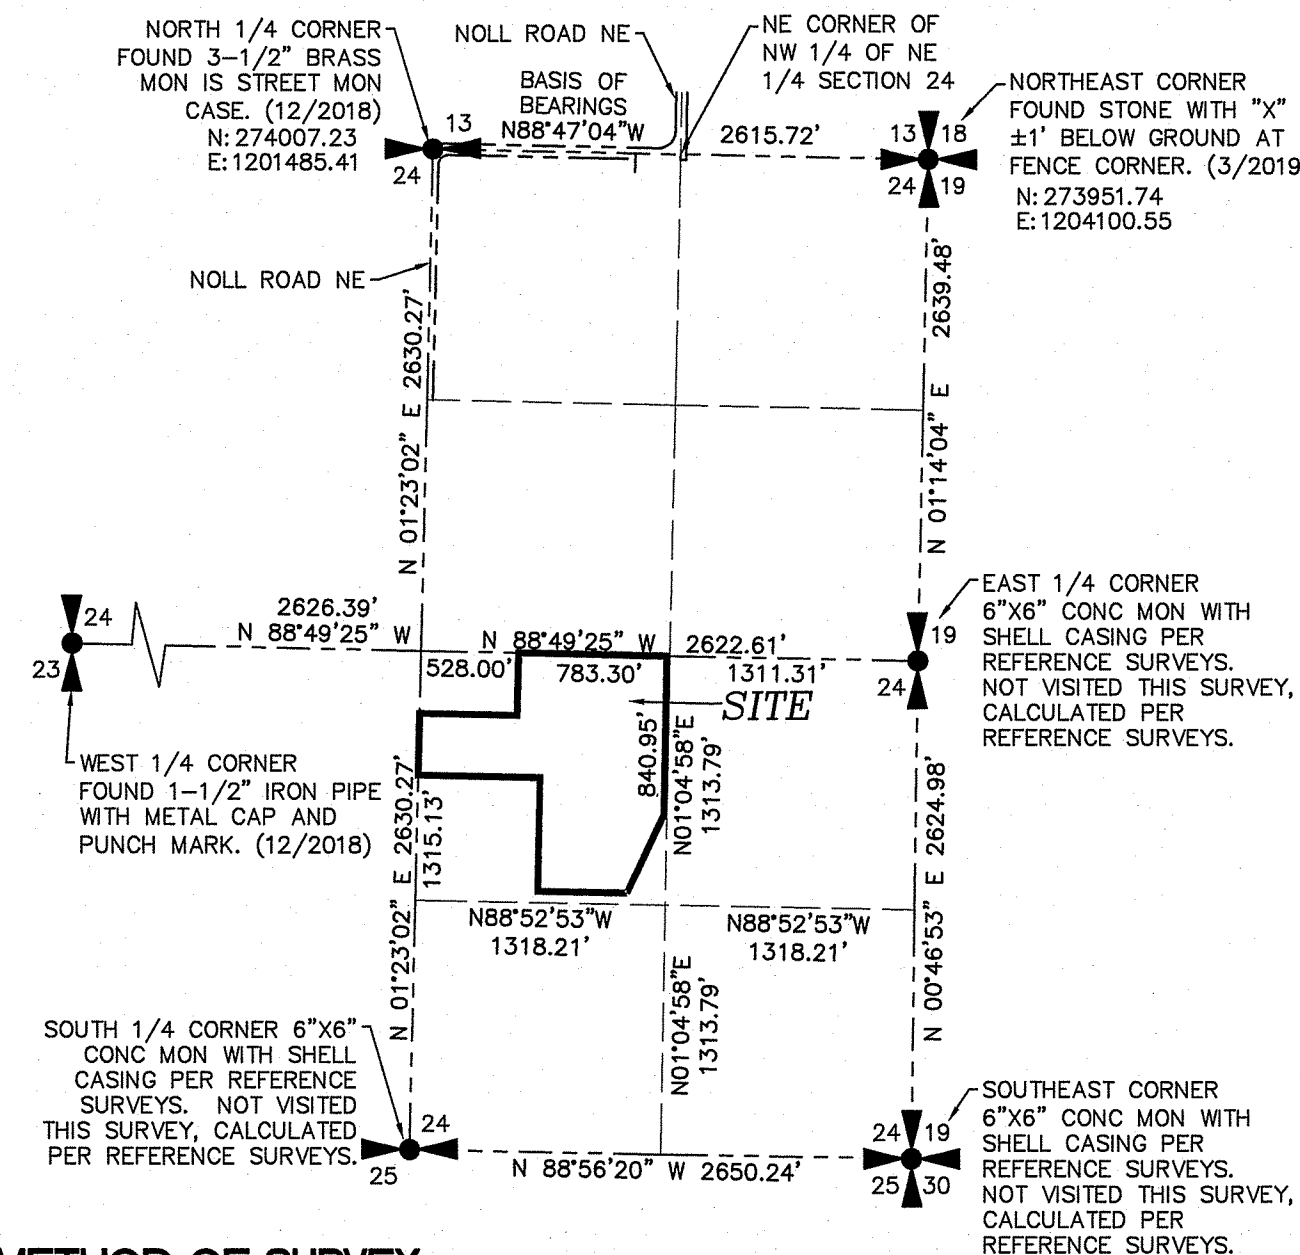 NORTH 1/4 CORNER
FOUND 3-1/2" BRASS
MON IS STREET MON
CASE. (12/2018)
N: 274007.23
E: 1201485.41
NOLL ROAD NE
BASIS OF
BEARINGS
N88°47'04"W
2615.72'
NE CORNER OF
NW 1/4 OF NE
1/4 SECTION 24
NORTHEAST CORNER
FOUND STONE WITH "X"
±1' BELOW GROUND AT
FENCE CORNER. (3/2019
N: 273951.74
E: 1204100.55
13
24
13 18
24 19
NOLL ROAD NE
N 01°23'02" E 2630.27'
N 01°14'04" E 2639.48'
24
23
2626.39'
N 88°49'25" W
N 88°49'25" W 2622.61'
528.00'
783.30'
1311.31'
SITE
19
24
EAST 1/4 CORNER
6"X6" CONC MON WITH
SHELL CASING PER
REFERENCE SURVEYS.
NOT VISITED THIS SURVEY,
CALCULATED PER
REFERENCE SURVEYS.
WEST 1/4 CORNER
FOUND 1-1/2" IRON PIPE
WITH METAL CAP AND
PUNCH MARK. (12/2018)
N 01°23'02" E 2630.27'
1315.13'
840.95'
N01°04'58"E
1313.79'
N 00°46'53" E 2624.98'
N88°52'53"W
1318.21'
N88°52'53"W
1318.21'
N01°04'58"E
1313.79'
SOUTH 1/4 CORNER 6"X6"
CONC MON WITH SHELL
CASING PER REFERENCE
SURVEYS. NOT VISITED
THIS SURVEY, CALCULATED
PER REFERENCE SURVEYS.
24
25
N 88°56'20" W 2650.24'
24 19
25 30
SOUTHEAST CORNER
6"X6" CONC MON WITH
SHELL CASING PER
REFERENCE SURVEYS.
NOT VISITED THIS SURVEY,
CALCULATED PER
REFERENCE SURVEYS.
METHOD OF SURVEY